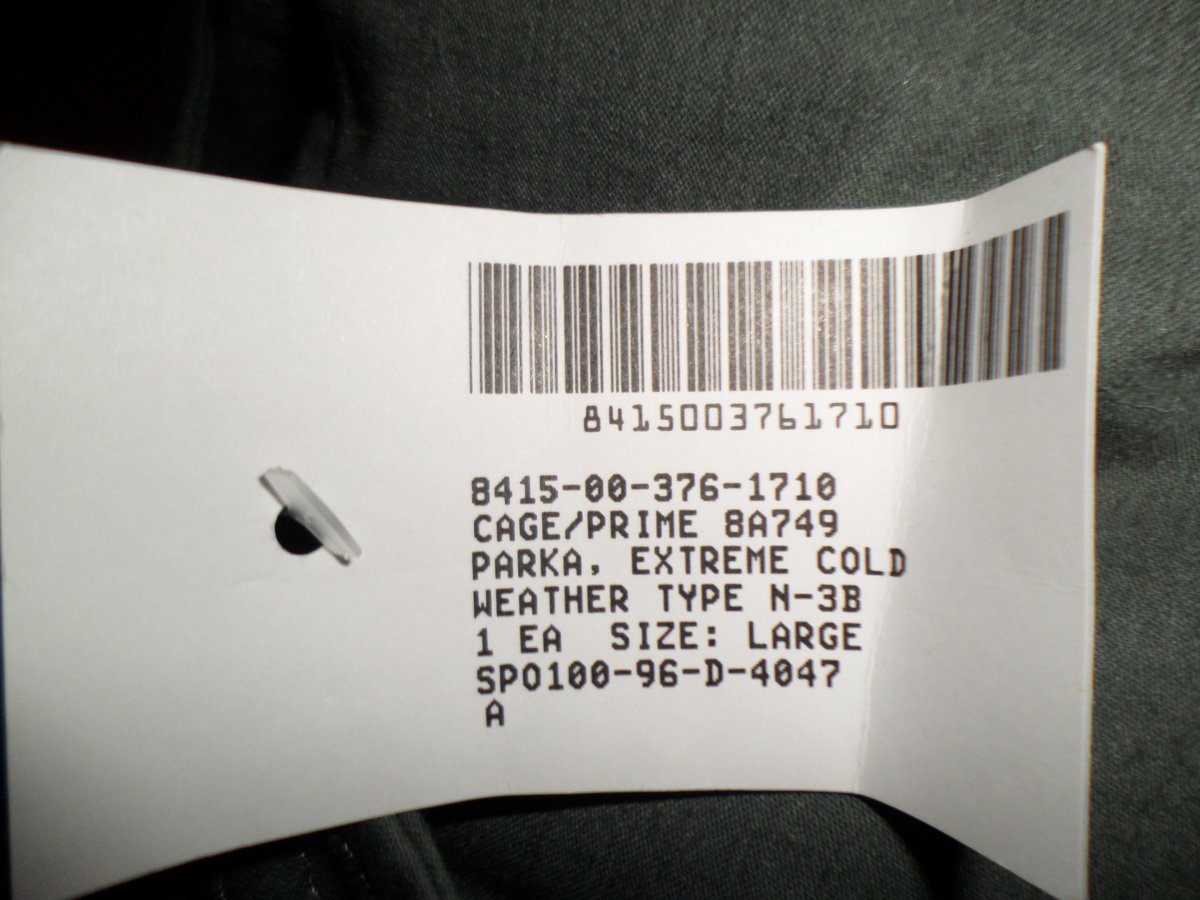 8415003761710
8415-00-376-1710
CAGE/PRIME 8A749
PARKA, EXTREME COLD
WEATHER TYPE N-3B
1 EA  SIZE: LARGE
SPO100-96-D-4047
A